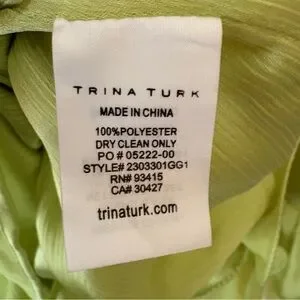 TRINA TURK
MADE IN CHINA
100%POLYESTER
DRY CLEAN ONLY
PO # 05222-00
STYLE# 2303301GG1
RN# 93415
CA# 30427
trinaturk.com